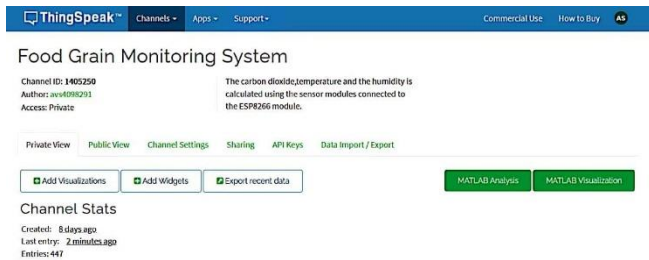 ThingSpeak™ Channels Apps Support Commercial Use How to Buy AS
Food Grain Monitoring System
Channel ID: 1405250
Author: avs4098291
Access: Private
The carbon dioxide,temperature and the humidity is
calculated using the sensor modules connected to
the ESP8266 module.
Private View Public View Channel Settings Sharing API Keys Data Import / Export
Add Visualizations Add Widgets Export recent data MATLAB Analysis MATLAB Visualization
Channel Stats
Created: 8 days ago
Last entry: 2 minutes ago
Entries: 447